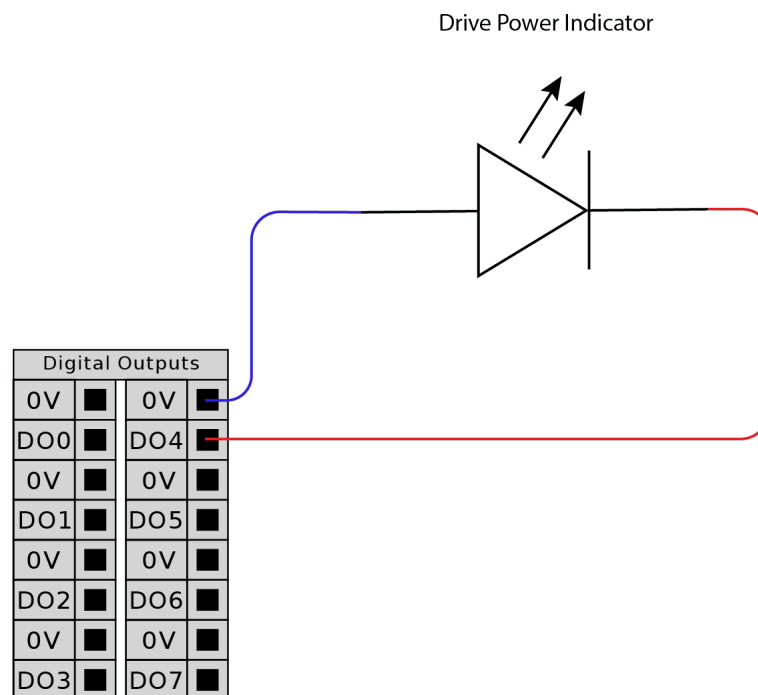 Drive Power Indicator
Digital Outputs
0V 0V
DO0 DO4
0V 0V
DO1 DO5
0V 0V
DO2 DO6
0V 0V
DO3 DO7